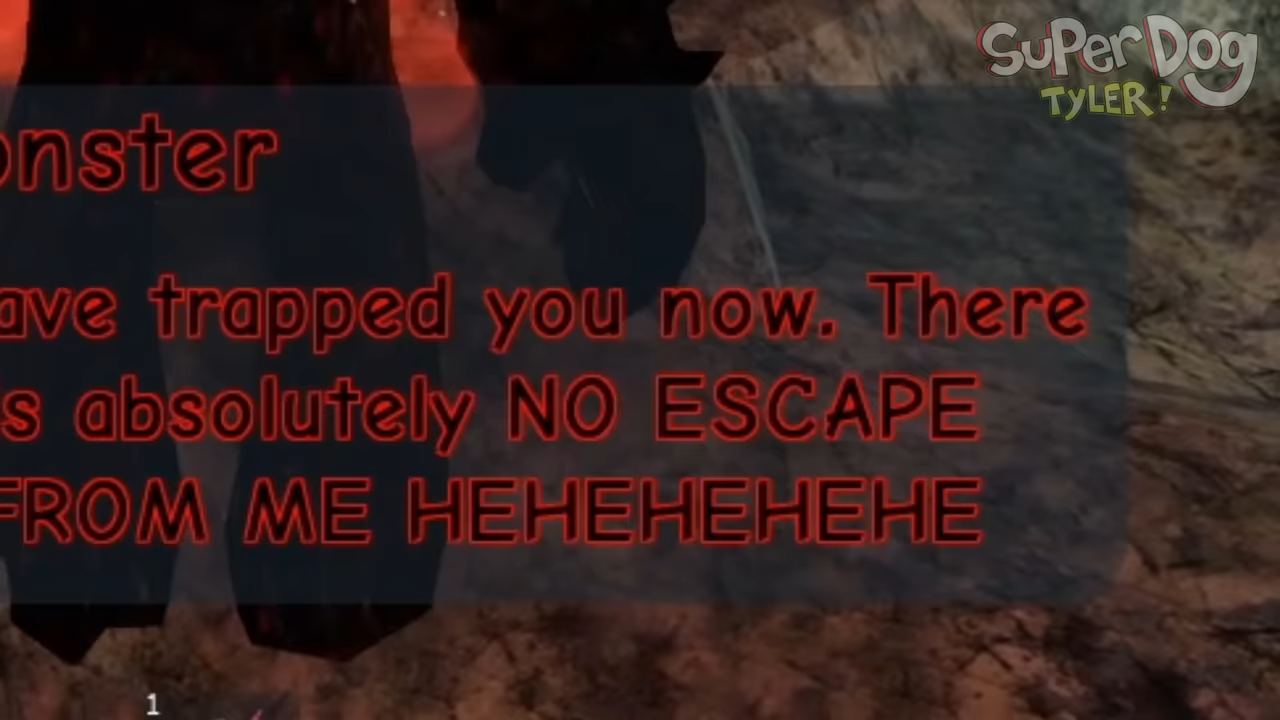 SuPer Dog
TYLER!
onster
ave trapped you now. There
s absolutely NO ESCAPE
FROM ME HEHEHEHEHE
1